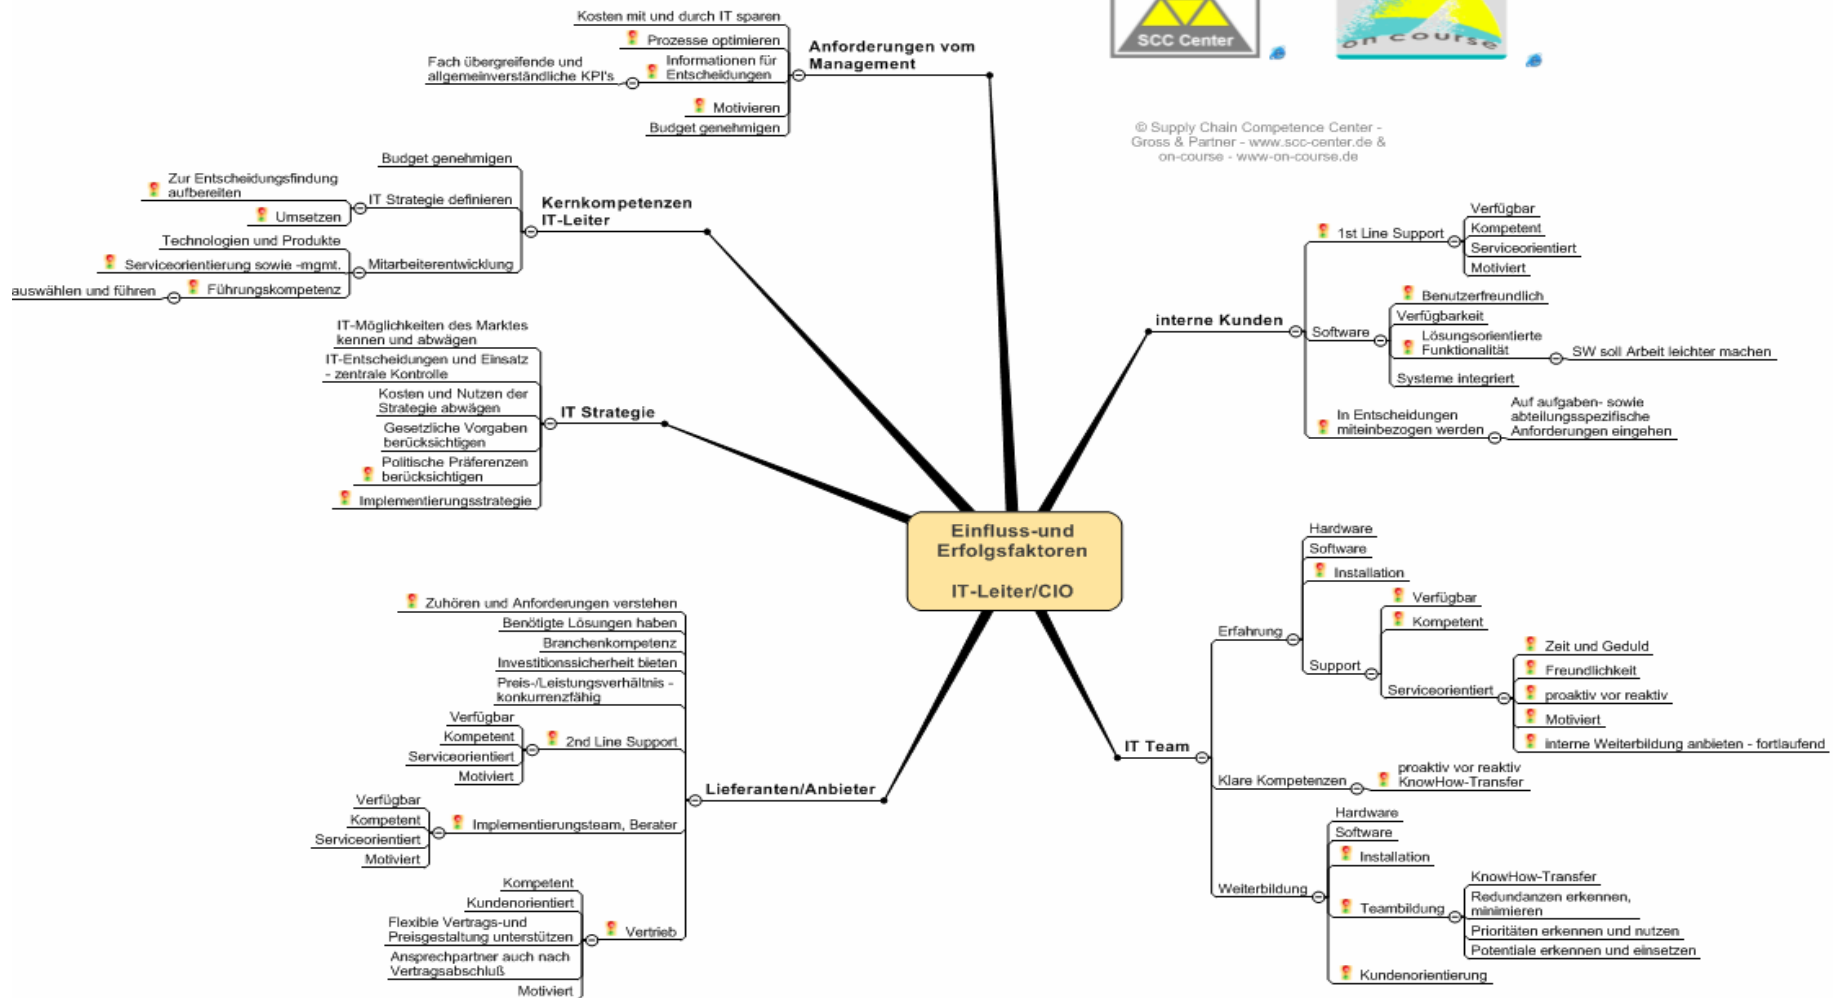 SCC Center
on course
© Supply Chain Competence Center -
Gross & Partner - www.scc-center.de &
on-course - www-on-course.de
Einfluss-und
Erfolgsfaktoren
IT-Leiter/CIO
Anforderungen vom
Management
Kosten mit und durch IT sparen
Prozesse optimieren
Informationen für
Entscheidungen
Fach übergreifende und
allgemeinverständliche KPI's
Motivieren
Budget genehmigen
Kernkompetenzen
IT-Leiter
Budget genehmigen
IT Strategie definieren
Zur Entscheidungsfindung
aufbereiten
Umsetzen
Mitarbeiterentwicklung
Technologien und Produkte
Serviceorientierung sowie -mgmt.
Führungskompetenz
auswählen und führen
IT Strategie
IT-Möglichkeiten des Marktes
kennen und abwägen
IT-Entscheidungen und Einsatz
- zentrale Kontrolle
Kosten und Nutzen der
Strategie abwägen
Gesetzliche Vorgaben
berücksichtigen
Politische Präferenzen
berücksichtigen
Implementierungsstrategie
Lieferanten/Anbieter
Zuhören und Anforderungen verstehen
Benötigte Lösungen haben
Branchenkompetenz
Investitionssicherheit bieten
Preis-/Leistungsverhältnis -
konkurrenzfähig
2nd Line Support
Verfügbar
Kompetent
Serviceorientiert
Motiviert
Implementierungsteam, Berater
Verfügbar
Kompetent
Serviceorientiert
Motiviert
Vertrieb
Kompetent
Kundenorientiert
Flexible Vertrags-und
Preisgestaltung unterstützen
Ansprechpartner auch nach
Vertragsabschluß
Motiviert
interne Kunden
1st Line Support
Verfügbar
Kompetent
Serviceorientiert
Motiviert
Software
Benutzerfreundlich
Verfügbarkeit
Lösungsorientierte
Funktionalität
SW soll Arbeit leichter machen
Systeme integriert
In Entscheidungen
miteinbezogen werden
Auf aufgaben- sowie
abteilungsspezifische
Anforderungen eingehen
IT Team
Erfahrung
Hardware
Software
Installation
Support
Verfügbar
Kompetent
Serviceorientiert
Zeit und Geduld
Freundlichkeit
proaktiv vor reaktiv
Motiviert
interne Weiterbildung anbieten - fortlaufend
Klare Kompetenzen
proaktiv vor reaktiv
KnowHow-Transfer
Weiterbildung
Hardware
Software
Installation
Teambildung
KnowHow-Transfer
Redundanzen erkennen,
minimieren
Prioritäten erkennen und nutzen
Potentiale erkennen und einsetzen
Kundenorientierung